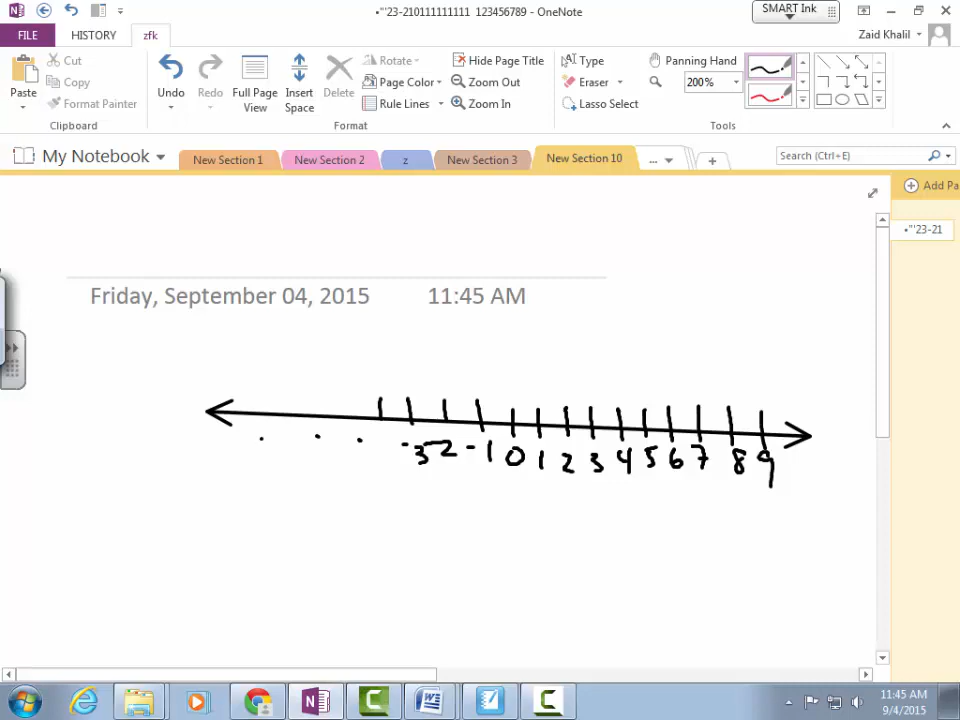 •"'23-210111111111 123456789 - OneNote
SMART Ink
FILE HISTORY zfk
Zaid Khalil
Paste
Cut
Copy
Format Painter
Clipboard
Undo
Redo
Full Page View
Insert Space
Delete
Rotate
Page Color
Rule Lines
Hide Page Title
Zoom Out
Zoom In
Format
Type
Eraser
Lasso Select
Panning Hand
200%
Tools
My Notebook
New Section 1
New Section 2
z
New Section 3
New Section 10
...
Search (Ctrl+E)
Add Pa
•"'23-21
Friday, September 04, 2015 11:45 AM
. . . -3 -2 -1 0 1 2 3 4 5 6 7 8 9
11:45 AM
9/4/2015